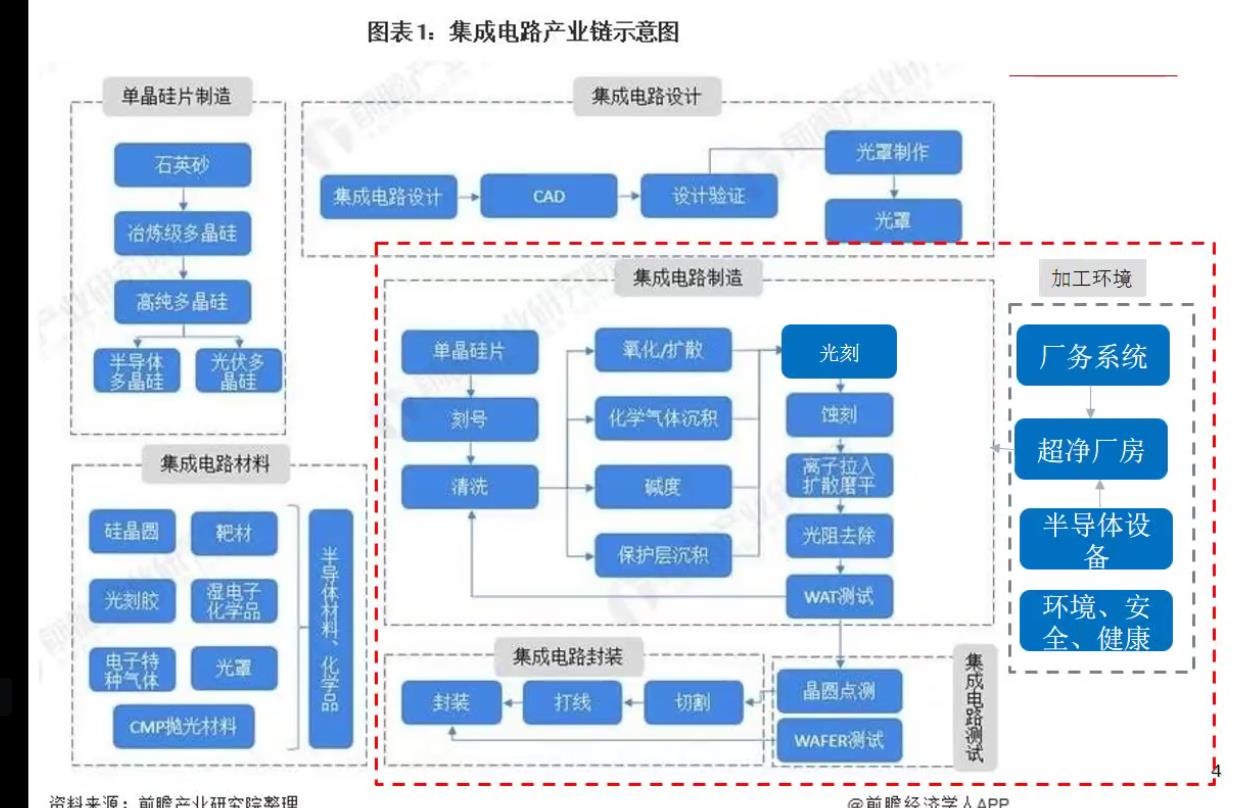 图表1：集成电路产业链示意图
单晶硅片制造
石英砂
冶炼级多晶硅
高纯多晶硅
半导体
多晶硅
光伏多
晶硅
集成电路设计
集成电路设计
CAD
设计验证
光罩制作
光罩
集成电路材料
硅晶圆
靶材
光刻胶
湿电子
化学品
电子特
种气体
光罩
CMP抛光材料
半导体材料、化学品
集成电路制造
单晶硅片
刻号
清洗
氧化/扩散
化学气体沉积
碱度
保护层沉积
光刻
蚀刻
离子拉入
扩散磨平
光阻去除
WAT测试
加工环境
厂务系统
超净厂房
半导体设
备
环境、安
全、健康
集成电路封装
封装
打线
切割
晶圆点测
WAFER测试
集成电路测试
4
资料来源：前瞻产业研究院整理
@前瞻经济学人APP